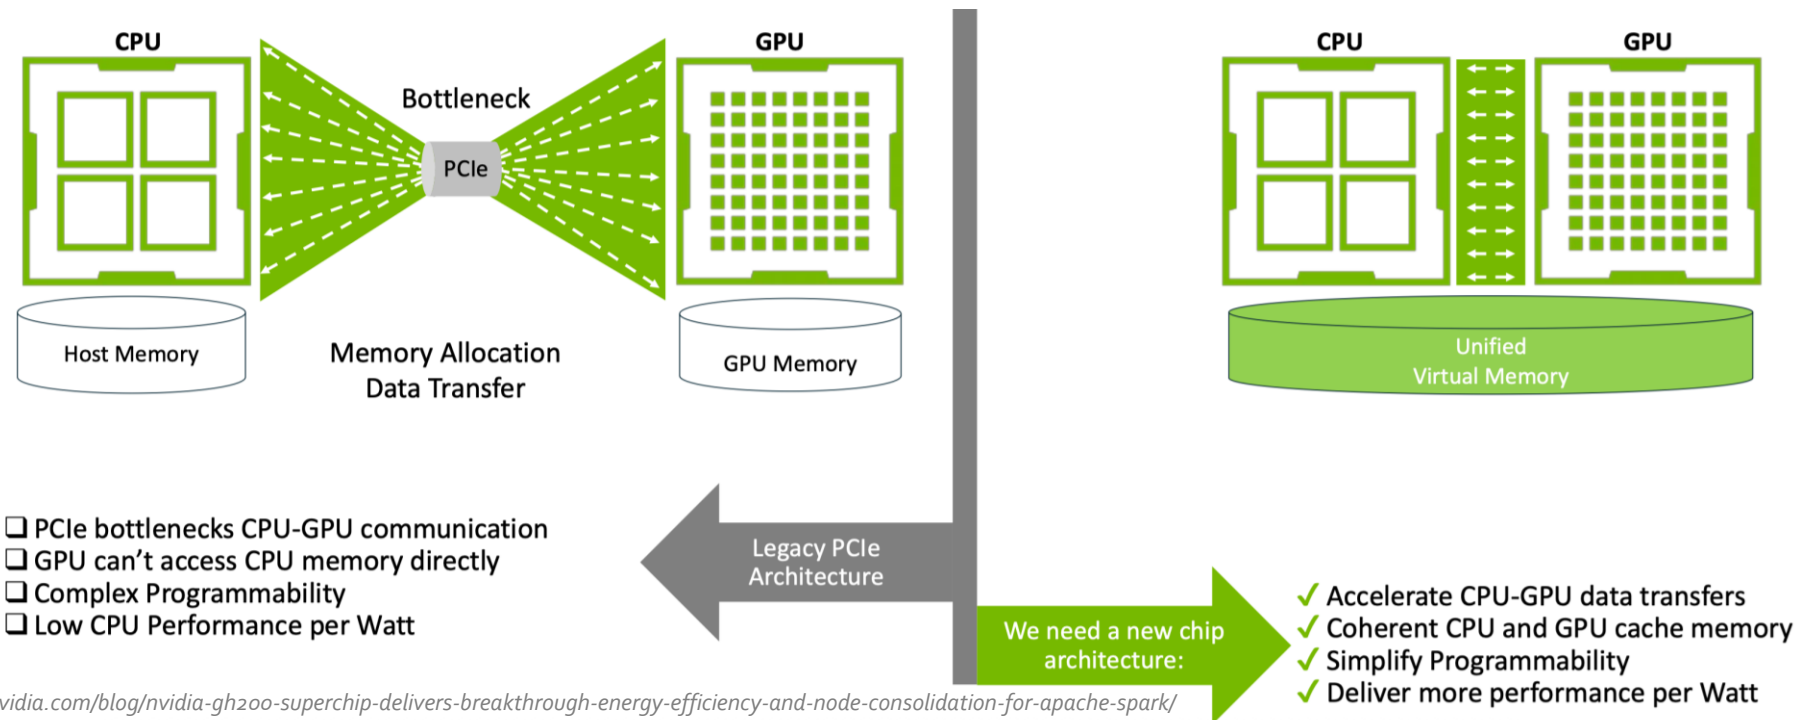 CPU
GPU
Bottleneck
PCIe
Host Memory
Memory Allocation
Data Transfer
GPU Memory
❑ PCIe bottlenecks CPU-GPU communication
❑ GPU can’t access CPU memory directly
❑ Complex Programmability
❑ Low CPU Performance per Watt
Legacy PCIe
Architecture
CPU
GPU
Unified
Virtual Memory
We need a new chip
architecture:
✓ Accelerate CPU-GPU data transfers
✓ Coherent CPU and GPU cache memory
✓ Simplify Programmability
✓ Deliver more performance per Watt
vidia.com/blog/nvidia-gh200-superchip-delivers-breakthrough-energy-efficiency-and-node-consolidation-for-apache-spark/